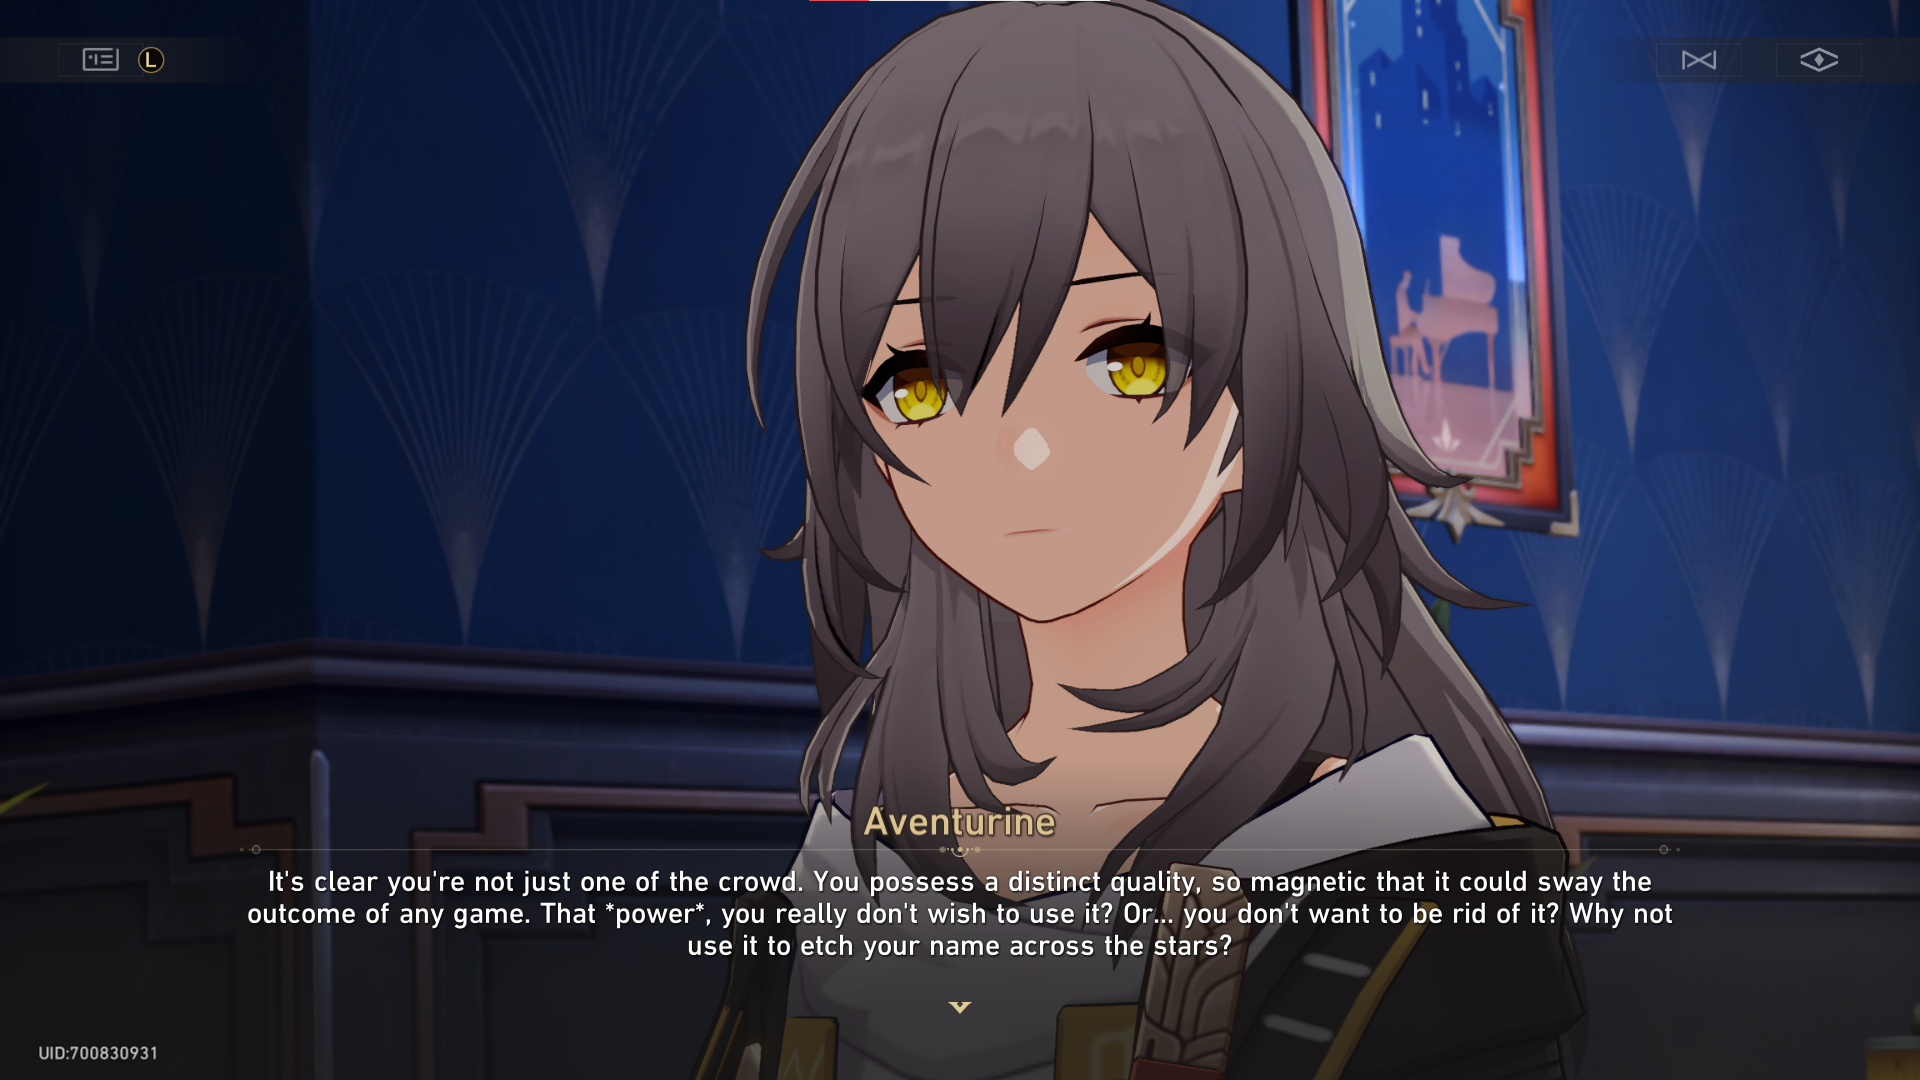 L
Aventurine
It's clear you're not just one of the crowd. You possess a distinct quality, so magnetic that it could sway the
outcome of any game. That *power*, you really don't wish to use it? Or... you don't want to be rid of it? Why not
use it to etch your name across the stars?
UID:700830931